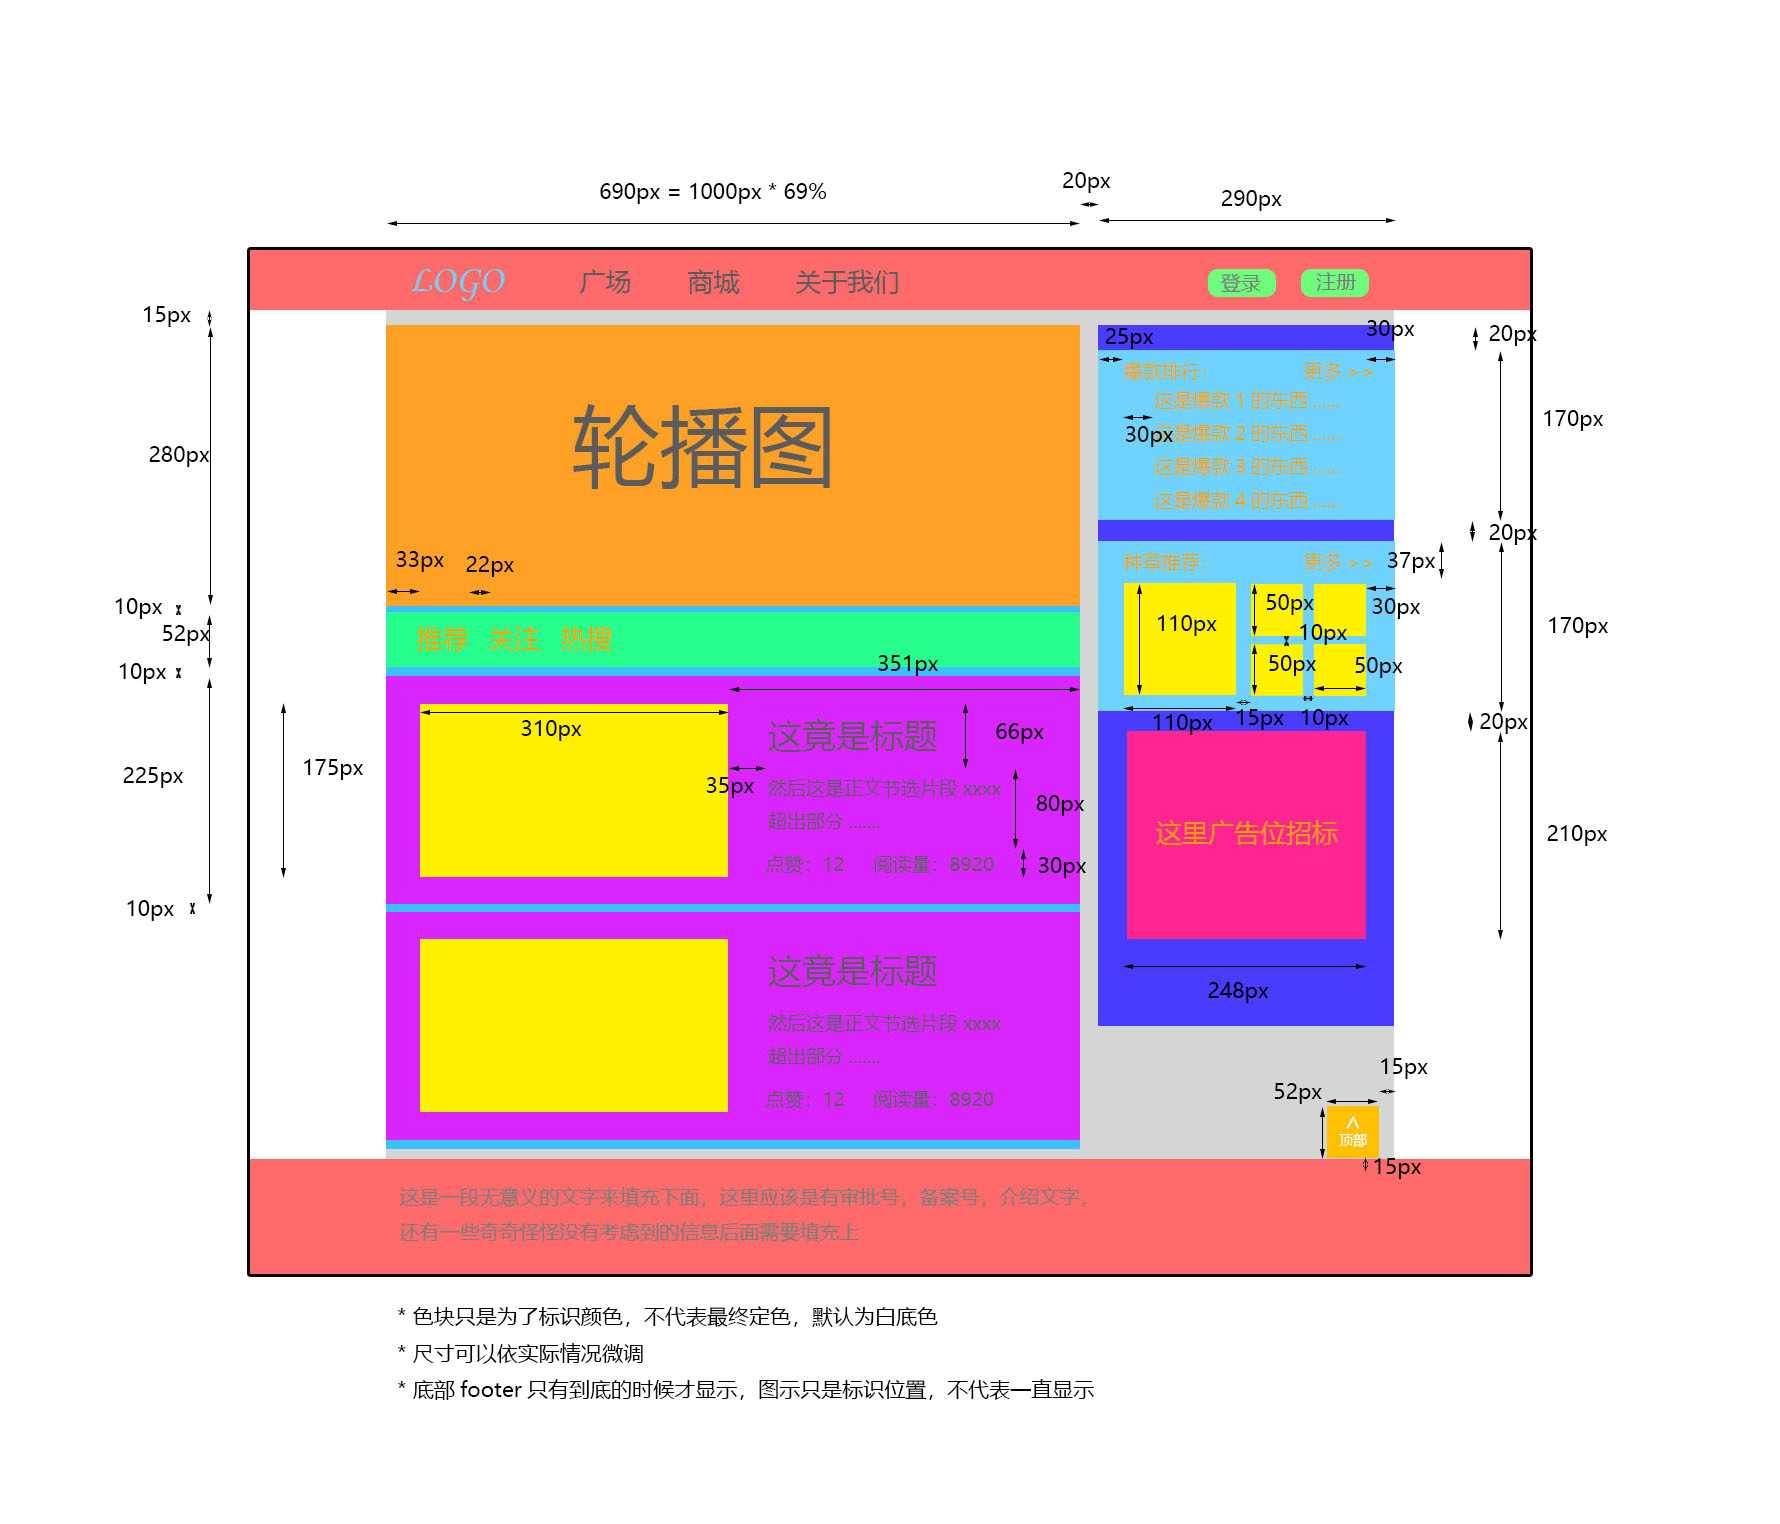 690px = 1000px * 69%
20px
290px
LOGO
广场
商城
关于我们
登录
注册
15px
25px
30px
20px
爆款排行：
更多 >>
这是爆款 1 的东西 ......
30px
这是爆款 2 的东西 ......
这是爆款 3 的东西 ......
这是爆款 4 的东西 ......
170px
280px
轮播图
20px
33px
22px
种草推荐：
更多 >>
37px
10px
52px
推荐
关注
热搜
110px
50px
10px
50px
50px
30px
170px
10px
351px
110px
15px
10px
20px
310px
175px
225px
这竟是标题
66px
35px
然后这是正文节选片段 xxxx
超出部分 .......
80px
点赞：12
阅读量：8920
30px
这里广告位招标
210px
10px
248px
这竟是标题
然后这是正文节选片段 xxxx
超出部分 .......
点赞：12
阅读量：8920
15px
52px
顶部
15px
这是一段无意义的文字来填充下面，这里应该是有审批号，备案号，介绍文字，
还有一些奇奇怪怪没有考虑到的信息后面需要填充上
* 色块只是为了标识颜色，不代表最终定色，默认为白底色
* 尺寸可以依实际情况微调
* 底部 footer 只有到底的时候才显示，图示只是标识位置，不代表一直显示